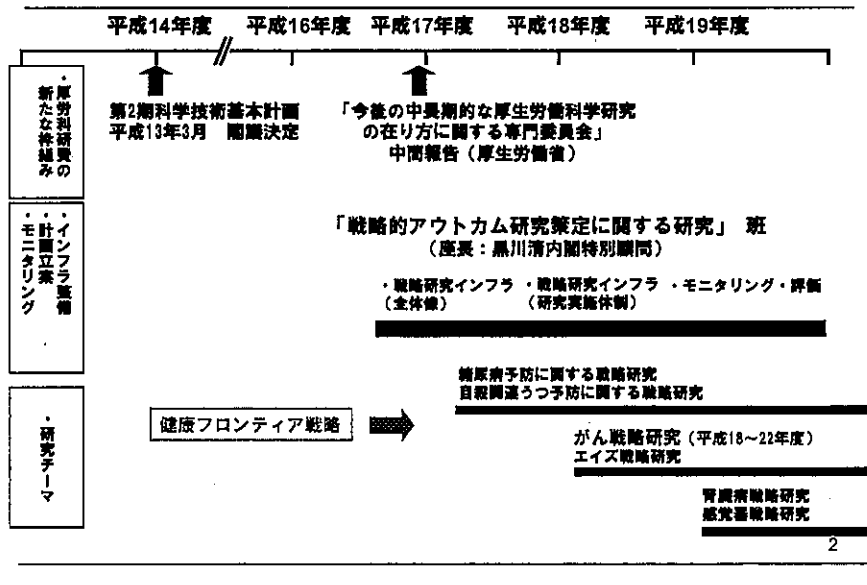 平成14年度 平成16年度 平成17年度 平成18年度 平成19年度
・厚労科研費の
新たな枠組み
第2期科学技術基本計画
平成13年3月 閣議決定
「今後の中長期的な厚生労働科学研究
の在り方に関する専門委員会」
中間報告（厚生労働省）
・インフラ整備
・計画立案
・モニタリング
「戦略的アウトカム研究策定に関する研究」 班
（座長：黒川清内閣特別顧問）
・戦略研究インフラ ・戦略研究インフラ ・モニタリング・評価
（全体像） （研究実施体制）
・研究テーマ
糖尿病予防に関する戦略研究
自殺関連うつ予防に関する戦略研究
健康フロンティア戦略
がん戦略研究（平成18～22年度）
エイズ戦略研究
腎臓病戦略研究
感覚器戦略研究
2